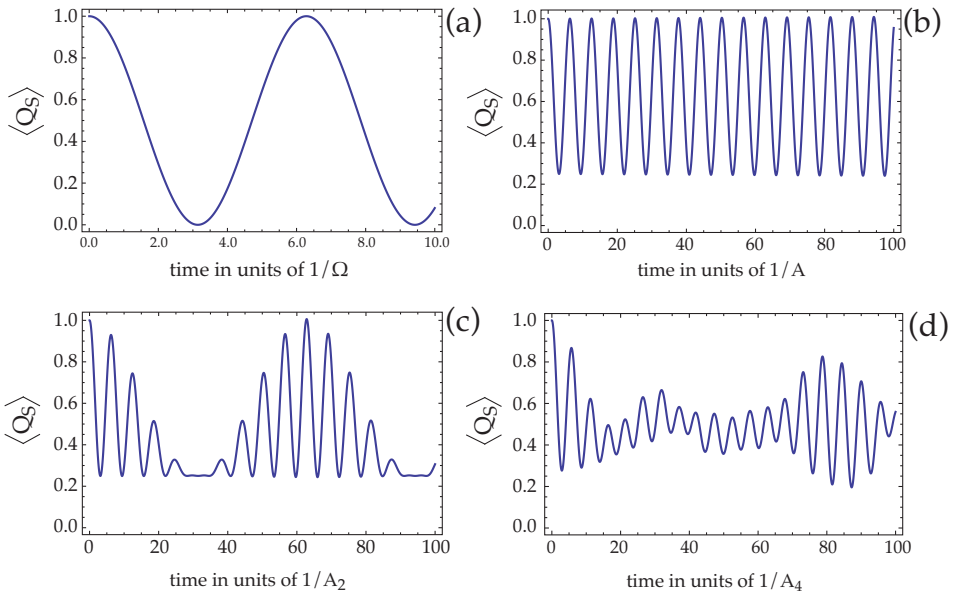 (a)
⟨Q_S⟩
1.0
0.8
0.6
0.4
0.2
0.0
0.0 2.0 4.0 6.0 8.0 10.0
time in units of 1/Ω
(b)
⟨Q_S⟩
1.0
0.8
0.6
0.4
0.2
0.0
0 20 40 60 80 100
time in units of 1/A
(c)
⟨Q_S⟩
1.0
0.8
0.6
0.4
0.2
0.0
0 20 40 60 80 100
time in units of 1/A₂
(d)
⟨Q_S⟩
1.0
0.8
0.6
0.4
0.2
0.0
0 20 40 60 80 100
time in units of 1/A₄